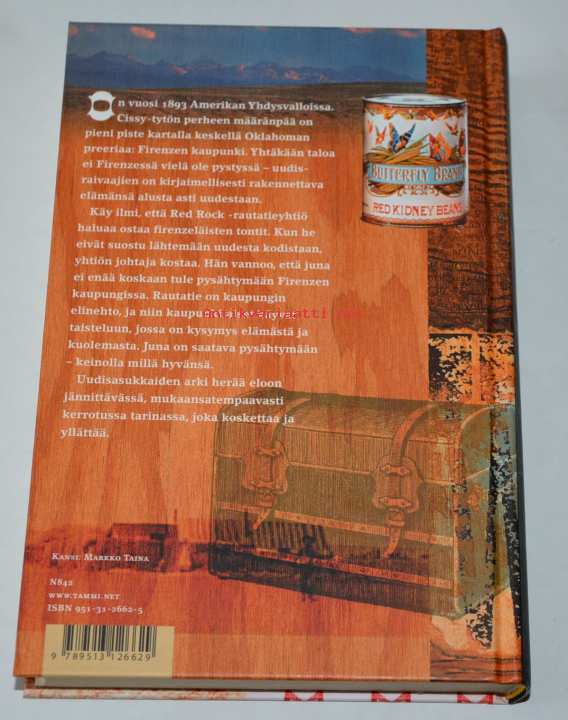 On vuosi 1893 Amerikan Yhdysvalloissa.
Cissy-tytön perheen määränpää on
pieni piste kartalla keskellä Oklahoman
preeriaa: Firenzen kaupunki. Yhtäkään taloa
ei Firenzessä vielä ole pystyssä – uudis-
raivaajien on kirjaimellisesti rakennettava
elämänsä alusta asti uudestaan.
Käy ilmi, että Red Rock -rautatieyhtiö
haluaa ostaa firenzeläisten tontit. Kun he
eivät suostu lähtemään uudesta kodistaan,
yhtiön johtaja kostaa. Hän vannoo, että juna
ei enää koskaan tule pysähtymään Firenzen
kaupungissa. Rautatie on kaupungin
elinehto, ja niin kaupunki
taisteluun, jossa on kysymys elämästä ja
kuolemasta. Juna on saatava pysähtymään
– keinolla millä hyvänsä.
Uudisasukkaiden arki herää eloon
jännittävässä, mukaansatempaavasti
kerrotussa tarinassa, joka koskettaa ja
yllättää.
BUTTERFLY BRAND
RED KIDNEY BEANS
Kansi: Markko Taina
N842
www.tammi.net
ISBN 951-31-2662-5
9 789513 126629